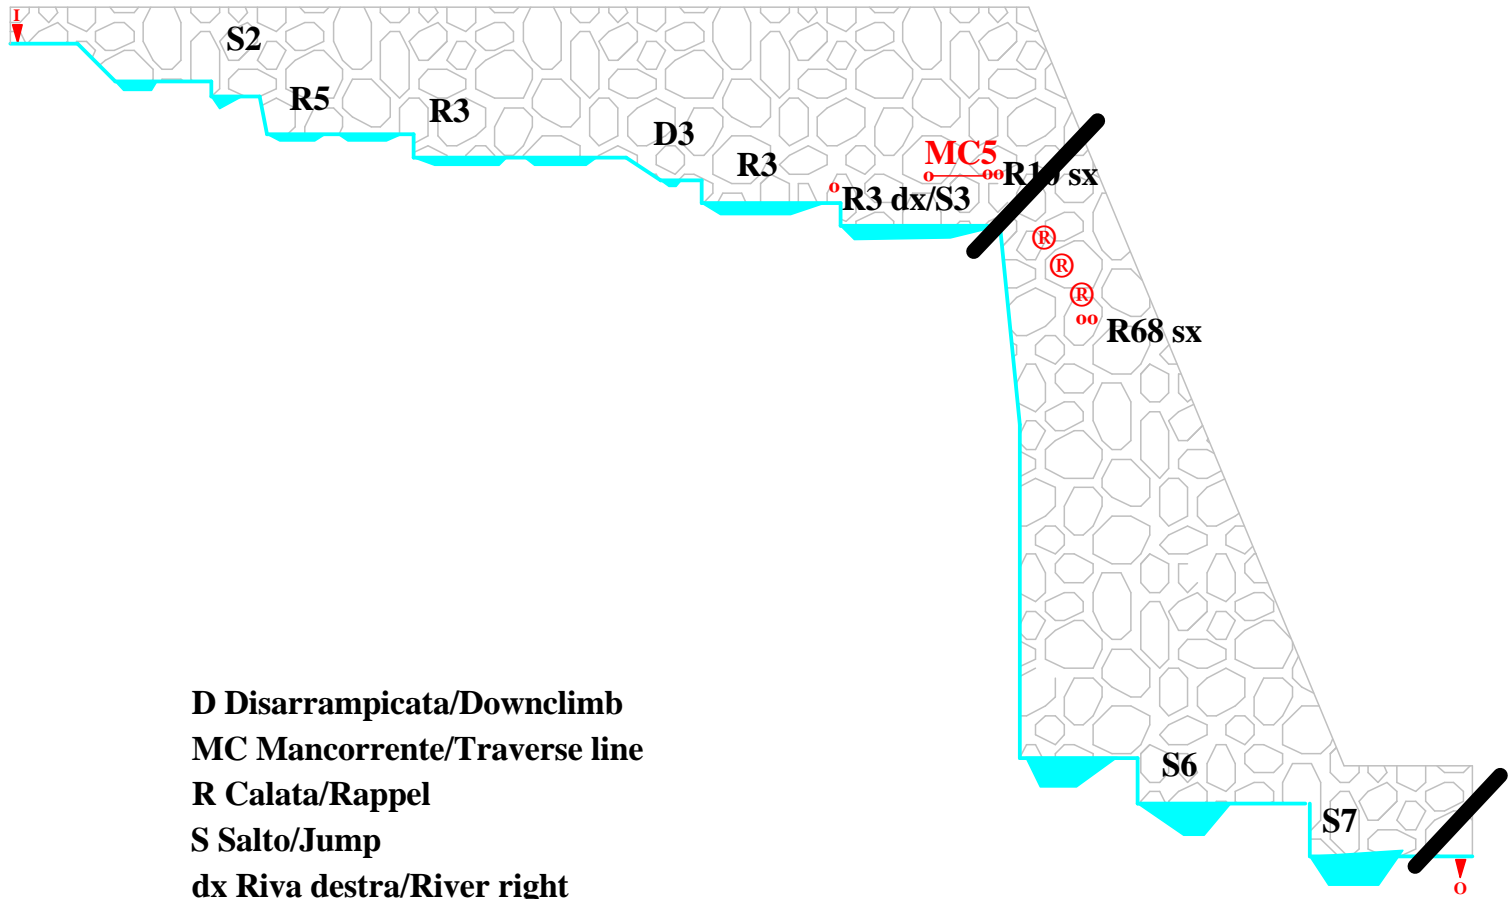 I
S2
R5
R3
D3
R3
MC5
R3 dx/S3
sx
R
R
R
R68 sx
S6
S7
O
D Disarrampicata/Downclimb
MC Mancorrente/Traverse line
R Calata/Rappel
S Salto/Jump
dx Riva destra/River right